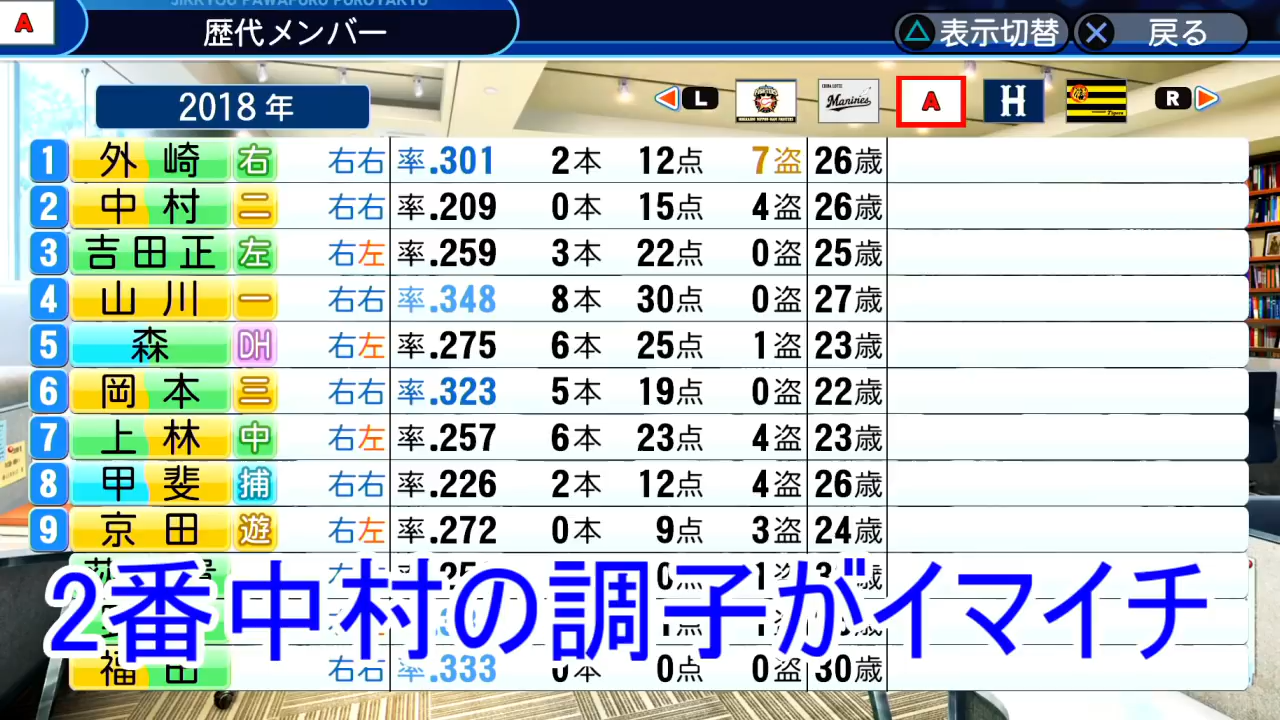 JIKKYOU PAWAFURU PUROYAKYU
A 歴代メンバー △表示切替 ×戻る
2018年 L Marines A H Tigers R
1 外崎 右 右右 率.301 2本 12点 7盗 26歳
2 中村 二 右右 率.209 0本 15点 4盗 26歳
3 吉田正 左 右左 率.259 3本 22点 0盗 25歳
4 山川 一 右右 率.348 8本 30点 0盗 27歳
5 森 DH 右左 率.275 6本 25点 1盗 23歳
6 岡本 三 右右 率.323 5本 19点 0盗 22歳
7 上林 中 右左 率.257 6本 23点 4盗 23歳
8 甲斐 捕 右右 率.226 2本 12点 4盗 26歳
9 京田 遊 右左 率.272 0本 9点 3盗 24歳
2番中村の調子がイマイチ
福田 右右 率.333 0本 0点 0盗 30歳